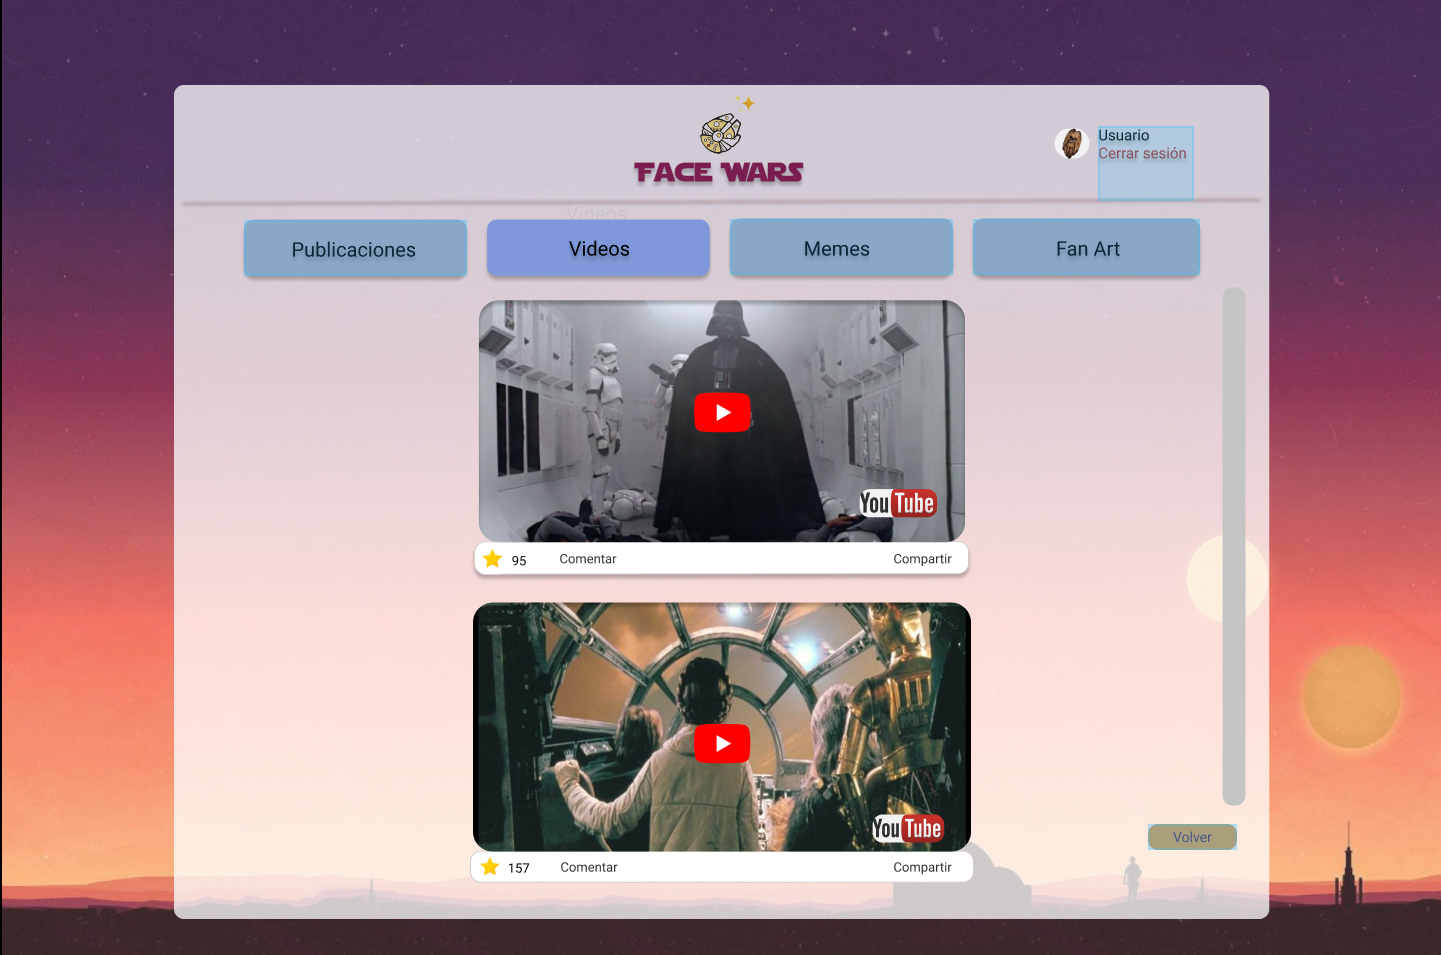 FACE WARS
Usuario
Cerrar sesión
Videos
Publicaciones
Videos
Memes
Fan Art
YouTube
95
Comentar
Compartir
YouTube
157
Comentar
Compartir
Volver